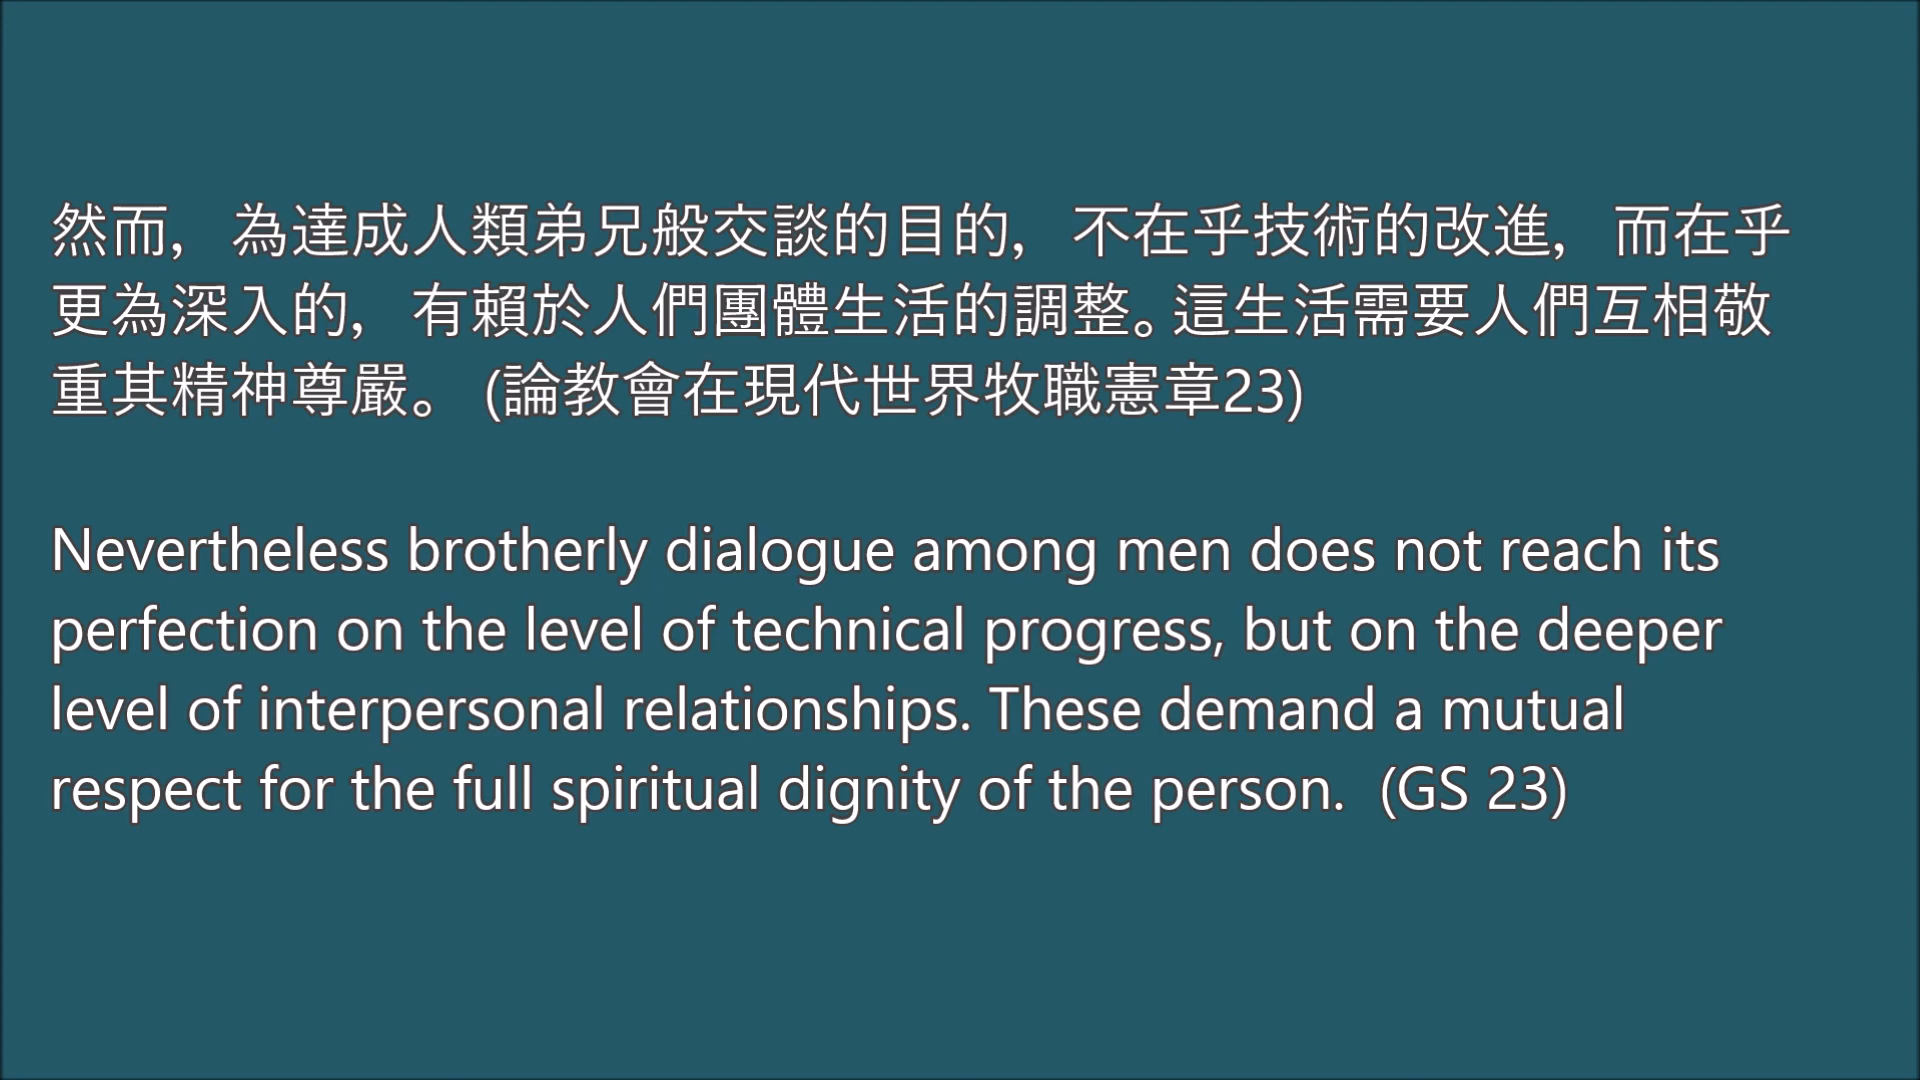 然而，為達成人類弟兄般交談的目的，不在乎技術的改進，而在乎
更為深入的，有賴於人們團體生活的調整。這生活需要人們互相敬
重其精神尊嚴。 (論教會在現代世界牧職憲章23)
Nevertheless brotherly dialogue among men does not reach its
perfection on the level of technical progress, but on the deeper
level of interpersonal relationships. These demand a mutual
respect for the full spiritual dignity of the person.  (GS 23)